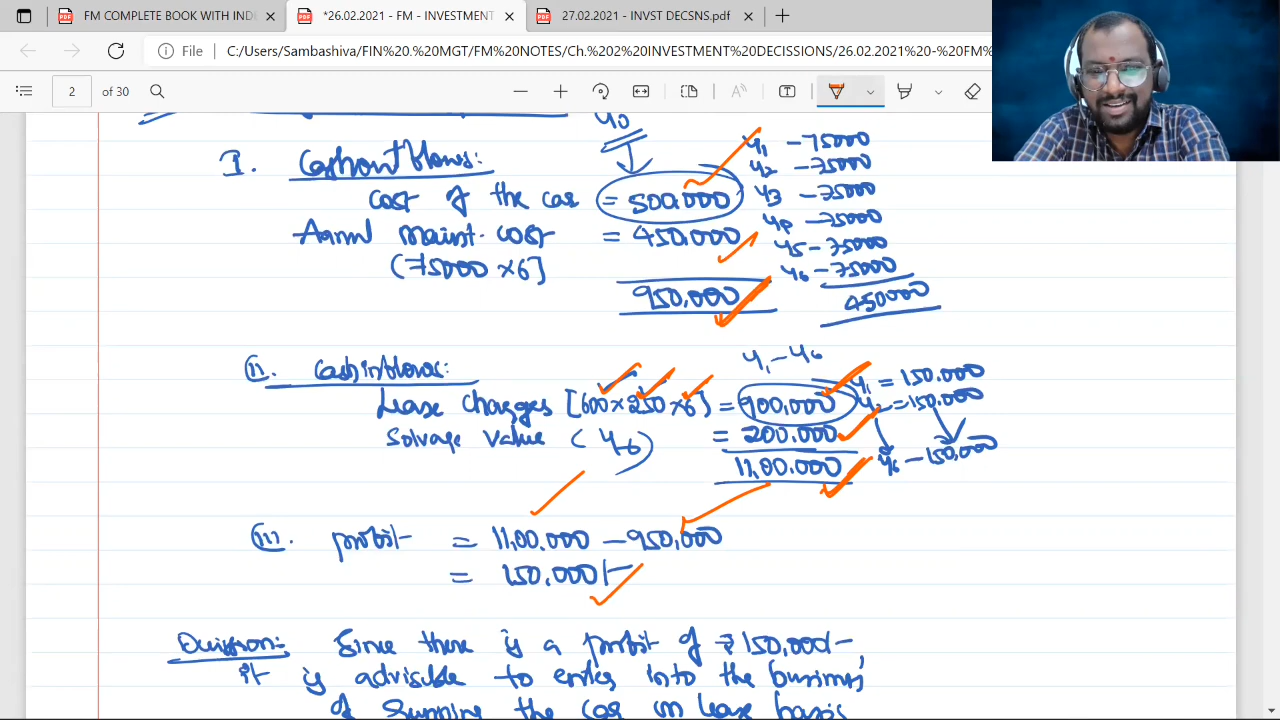 FM COMPLETE BOOK WITH IND
*26.02.2021 - FM - INVESTMENT
27.02.2021 - INVST DECSNS.pdf
File
C:/Users/Sambashiva/FIN%20.%20MGT/FM%20NOTES/Ch.%202%20INVESTMENT%20DECISSIONS/26.02.2021%20-%20FM%
2 of 30
Y0
I. Cashoutflows:
Cost of the car = 500.000
Annual maint. cost = 450.000
(75000 × 6]
950.000
Y1 - 75000
Y2 - 75000
Y3 - 75000
Y4 - 75000
Y5 - 75000
Y6 - 75000
450000
II. Cashinflows:
Y1 - Y6
Lease charges [600 × 250 × 6] = 900.000
Y1 = 150.000
Y2 = 150.000
Salvage value (Y6) = 200.000
Y6 - 150,000
11,00.000
III. profit = 11,00.000 - 950,000
= 150.000/-
Decission: Since there is a profit of ₹150,000/-,
it is advisible to enter into the business
of running the car on lease basis